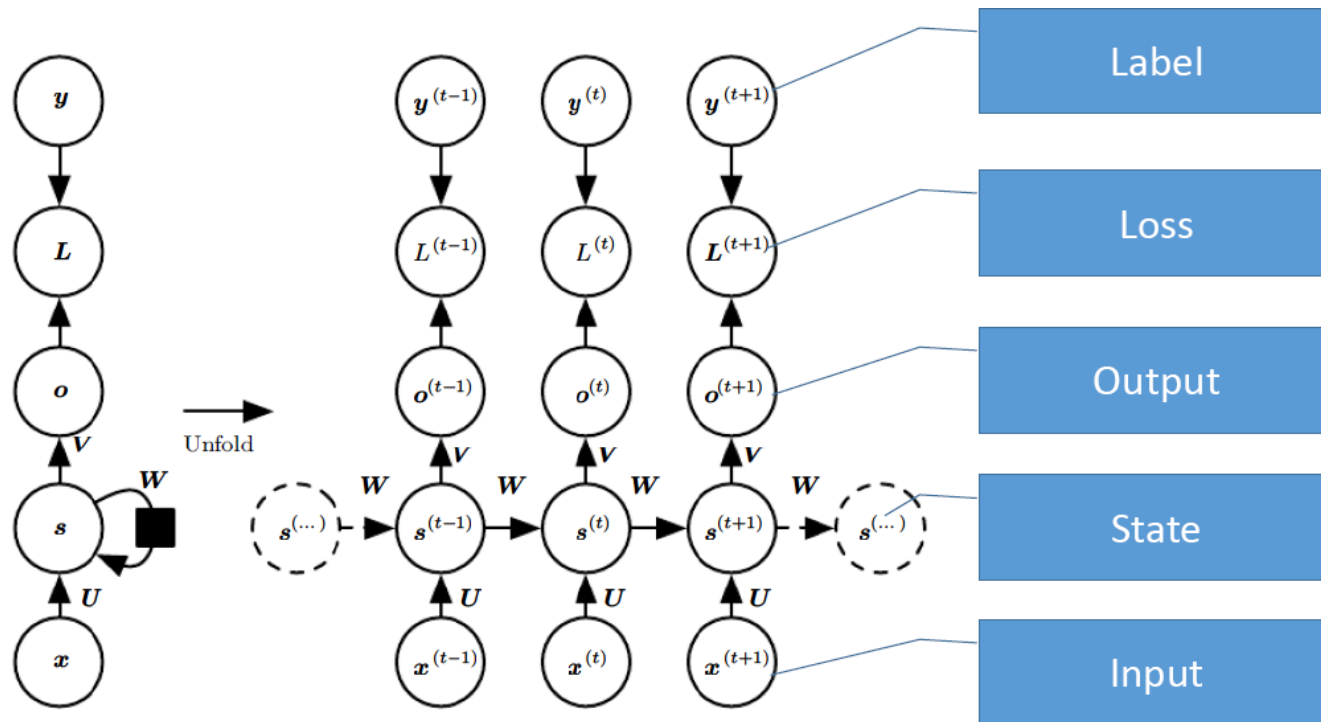 y
y^(t−1)
y^(t)
y^(t+1)
Label
L
L^(t−1)
L^(t)
L^(t+1)
Loss
o
o^(t−1)
o^(t)
o^(t+1)
Output
Unfold
V
V
V
V
W
W
W
W
W
s
s^(...)
s^(t−1)
s^(t)
s^(t+1)
s^(...)
State
U
U
U
U
x
x^(t−1)
x^(t)
x^(t+1)
Input